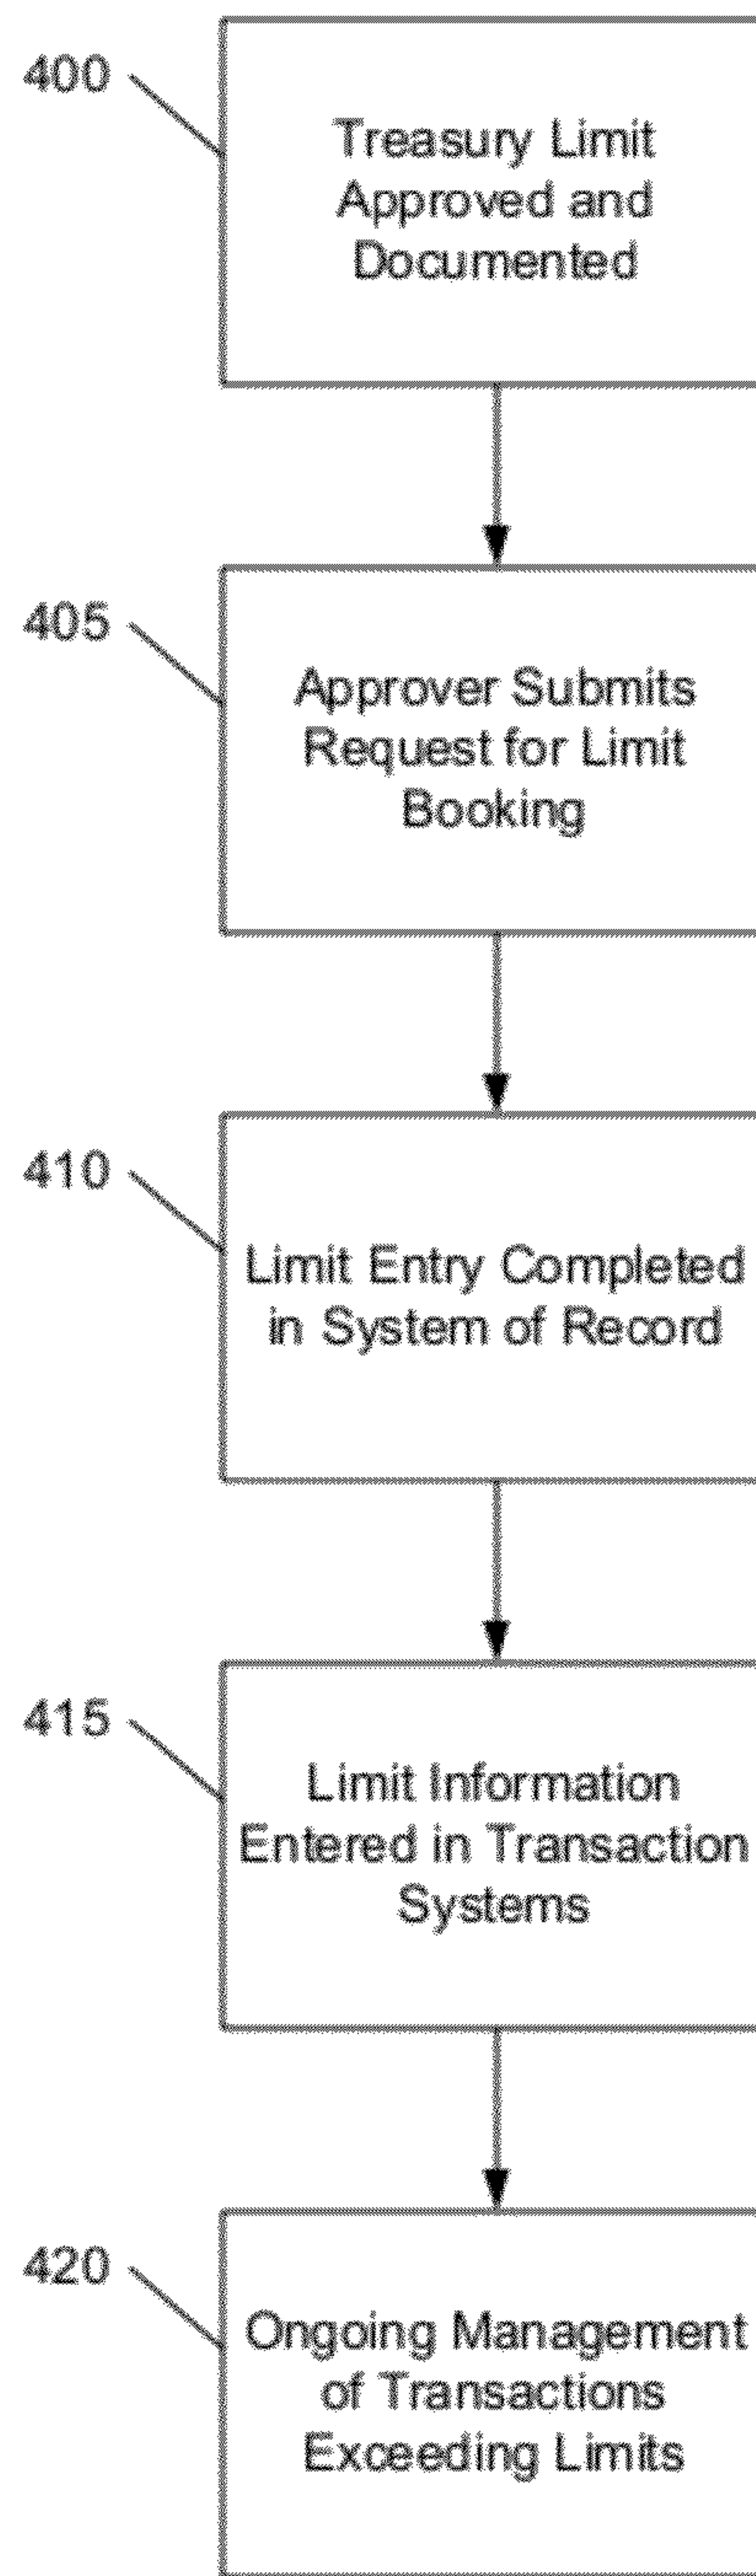 400
Treasury Limit
Approved and
Documented
405
Approver Submits
Request for Limit
Booking
410
Limit Entry Completed
in System of Record
415
Limit Information
Entered in Transaction
Systems
420
Ongoing Management
of Transactions
Exceeding Limits